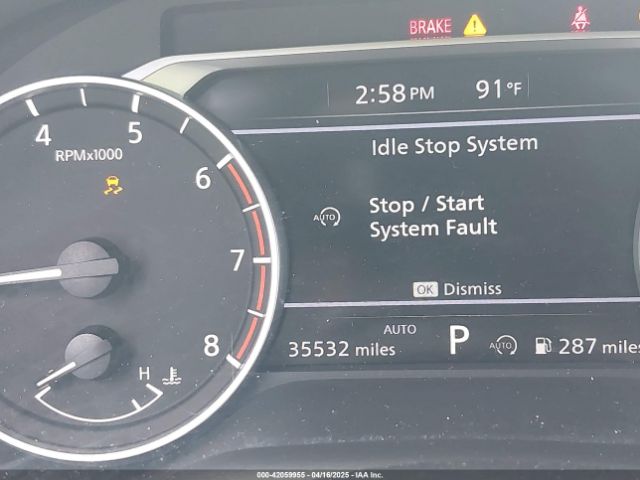 BRAKE
2:58 PM 91°F
4 5 6 7 8
RPMx1000
Idle Stop System
AUTO Stop / Start
System Fault
OK Dismiss
AUTO
35532 miles P AUTO 287 miles
H
000-42059955 - 04/16/2025 - IAA Inc.